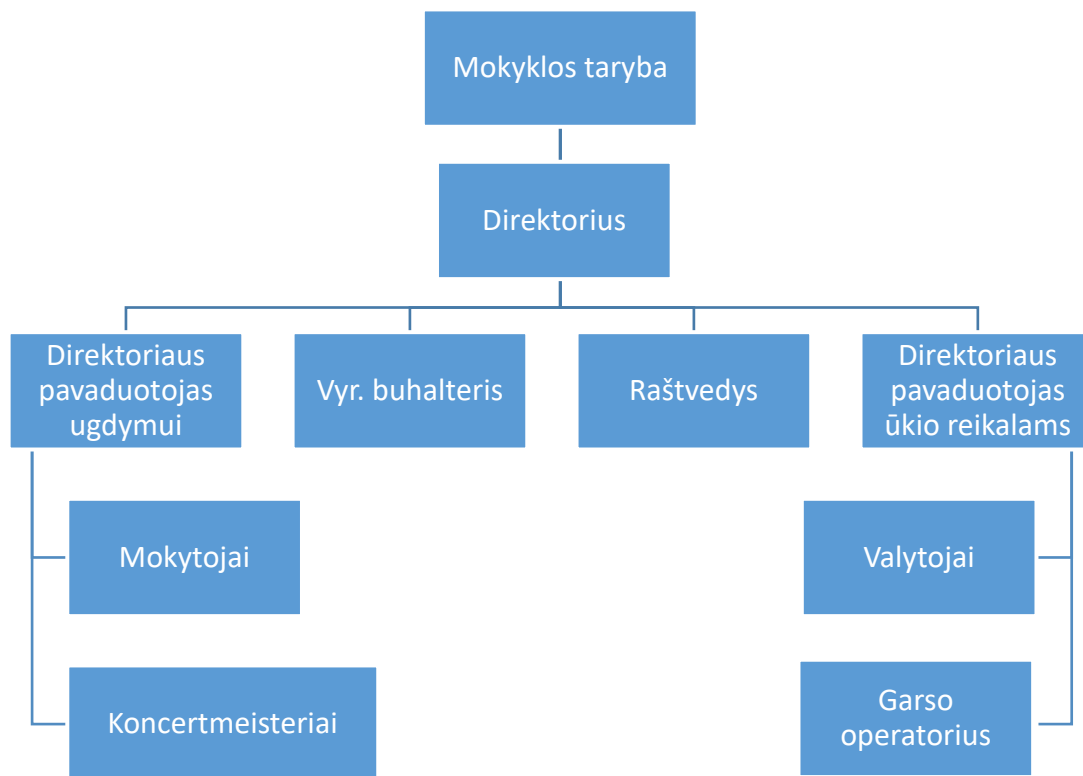 Mokyklos taryba
Direktorius
Direktoriaus
pavaduotojas
ugdymui
Vyr. buhalteris
Raštvedys
Direktoriaus
pavaduotojas
ūkio reikalams
Mokytojai
Valytojai
Koncertmeisteriai
Garso
operatorius